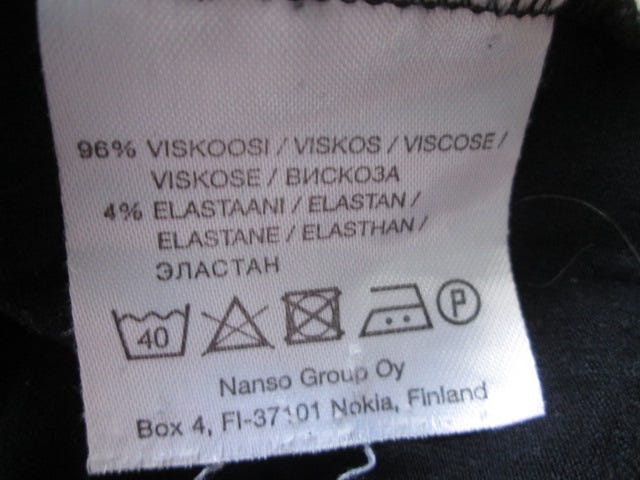 96% VISKOOSI / VISKOS / VISCOSE /
VISKOSE / ВИСКОЗА
4% ELASTAANI / ELASTAN /
ELASTANE / ELASTHAN /
ЭЛАСТАН
40 P
Nanso Group Oy
Box 4, FI-37101 Nokia, Finland